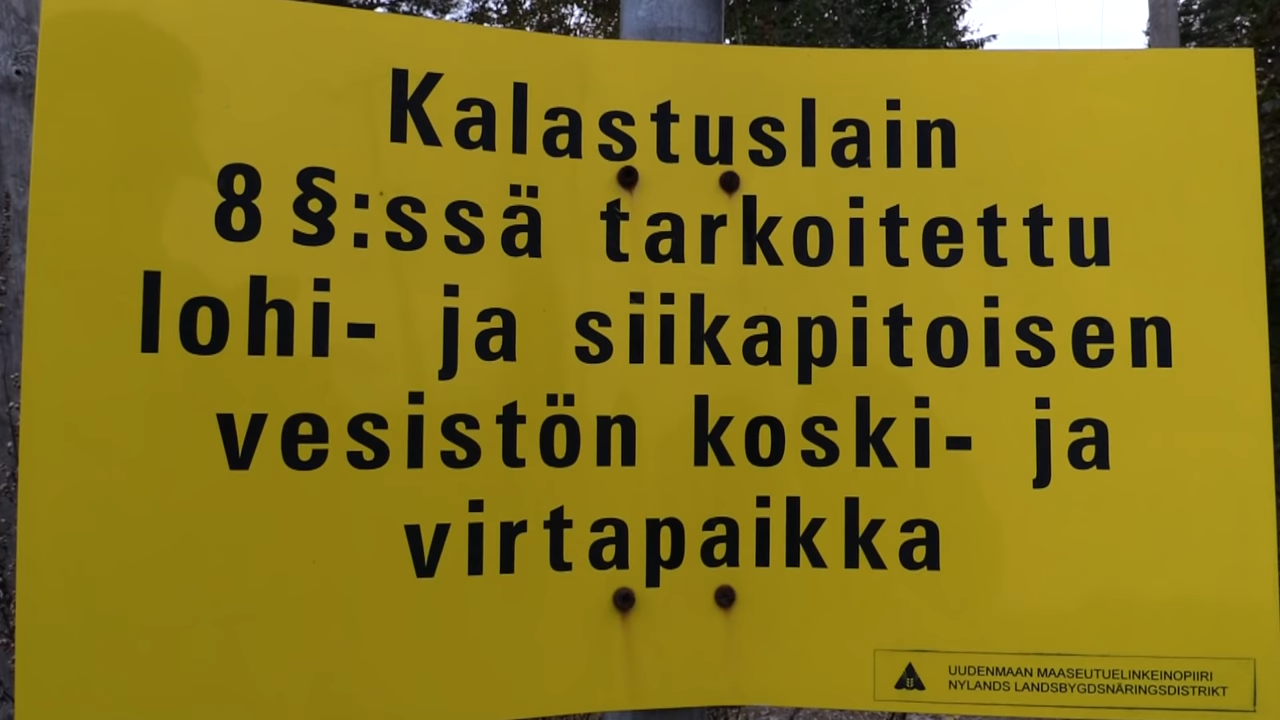 Kalastuslain
8 §:ssä tarkoitettu
lohi- ja siikapitoisen
vesistön koski- ja
virtapaikka
UUDENMAAN MAASEUTUELINKEINOPIIRI
NYLANDS LANDSBYGDSNÄRINGSDISTRIKT